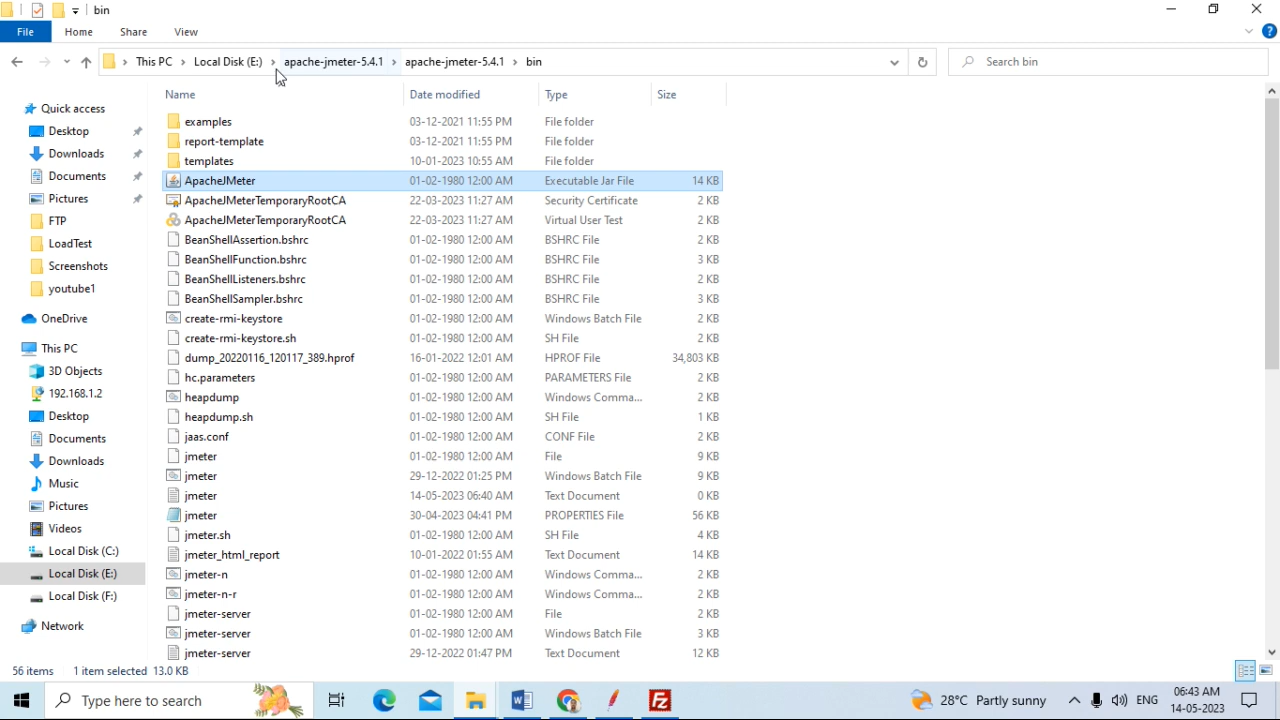 bin
File Home Share View
This PC Local Disk (E:) apache-jmeter-5.4.1 apache-jmeter-5.4.1 bin Search bin
Name Date modified Type Size
Quick access
Desktop
Downloads
Documents
Pictures
FTP
LoadTest
Screenshots
youtube1
OneDrive
This PC
3D Objects
192.168.1.2
Desktop
Documents
Downloads
Music
Pictures
Videos
Local Disk (C:)
Local Disk (E:)
Local Disk (F:)
Network
examples 03-12-2021 11:55 PM File folder
report-template 03-12-2021 11:55 PM File folder
templates 10-01-2023 10:55 AM File folder
ApacheJMeter 01-02-1980 12:00 AM Executable Jar File 14 KB
ApacheJMeterTemporaryRootCA 22-03-2023 11:27 AM Security Certificate 2 KB
ApacheJMeterTemporaryRootCA 22-03-2023 11:27 AM Virtual User Test 2 KB
BeanShellAssertion.bshrc 01-02-1980 12:00 AM BSHRC File 2 KB
BeanShellFunction.bshrc 01-02-1980 12:00 AM BSHRC File 3 KB
BeanShellListeners.bshrc 01-02-1980 12:00 AM BSHRC File 2 KB
BeanShellSampler.bshrc 01-02-1980 12:00 AM BSHRC File 3 KB
create-rmi-keystore 01-02-1980 12:00 AM Windows Batch File 2 KB
create-rmi-keystore.sh 01-02-1980 12:00 AM SH File 2 KB
dump_20220116_120117_389.hprof 16-01-2022 12:01 AM HPROF File 34,803 KB
hc.parameters 01-02-1980 12:00 AM PARAMETERS File 2 KB
heapdump 01-02-1980 12:00 AM Windows Comma... 2 KB
heapdump.sh 01-02-1980 12:00 AM SH File 1 KB
jaas.conf 01-02-1980 12:00 AM CONF File 2 KB
jmeter 01-02-1980 12:00 AM File 9 KB
jmeter 29-12-2022 01:25 PM Windows Batch File 9 KB
jmeter 14-05-2023 06:40 AM Text Document 0 KB
jmeter 30-04-2023 04:41 PM PROPERTIES File 56 KB
jmeter.sh 01-02-1980 12:00 AM SH File 4 KB
jmeter_html_report 10-01-2022 01:55 AM Text Document 14 KB
jmeter-n 01-02-1980 12:00 AM Windows Comma... 2 KB
jmeter-n-r 01-02-1980 12:00 AM Windows Comma... 2 KB
jmeter-server 01-02-1980 12:00 AM File 2 KB
jmeter-server 01-02-1980 12:00 AM Windows Batch File 3 KB
jmeter-server 29-12-2022 01:47 PM Text Document 12 KB
56 items 1 item selected 13.0 KB
Type here to search 28°C Partly sunny ENG 06:43 AM
14-05-2023